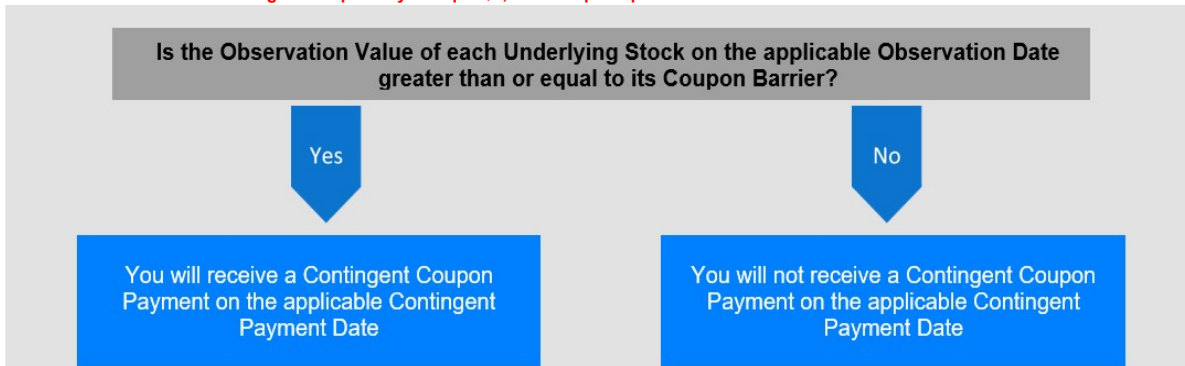 Is the Observation Value of each Underlying Stock on the applicable Observation Date
greater than or equal to its Coupon Barrier?
Yes
No
You will receive a Contingent Coupon
Payment on the applicable Contingent
Payment Date
You will not receive a Contingent Coupon
Payment on the applicable Contingent
Payment Date